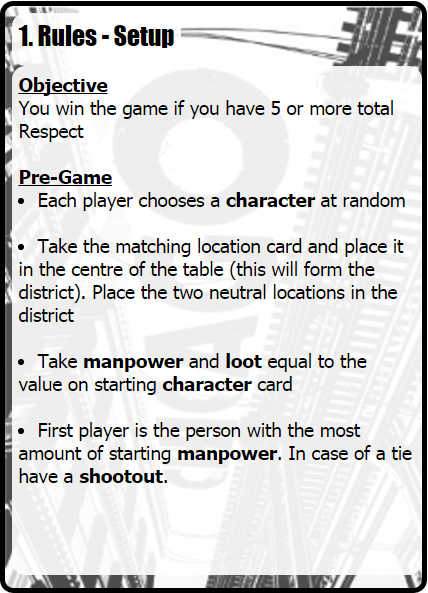 1. Rules - Setup
Objective
You win the game if you have 5 or more total
Respect
Pre-Game
• Each player chooses a character at random
• Take the matching location card and place it
in the centre of the table (this will form the
district). Place the two neutral locations in the
district
• Take manpower and loot equal to the
value on starting character card
• First player is the person with the most
amount of starting manpower. In case of a tie
have a shootout.